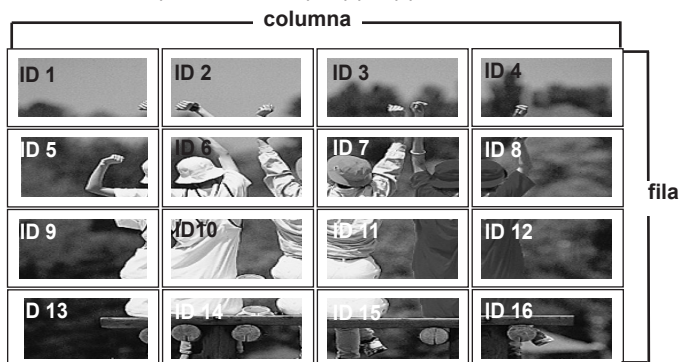 columna
ID 1 ID 2 ID 3 ID 4
ID 5 ID 6 ID 7 ID 8
fila
ID 9 ID10 ID 11 ID 12
D 13 ID 14 ID 15 ID 16